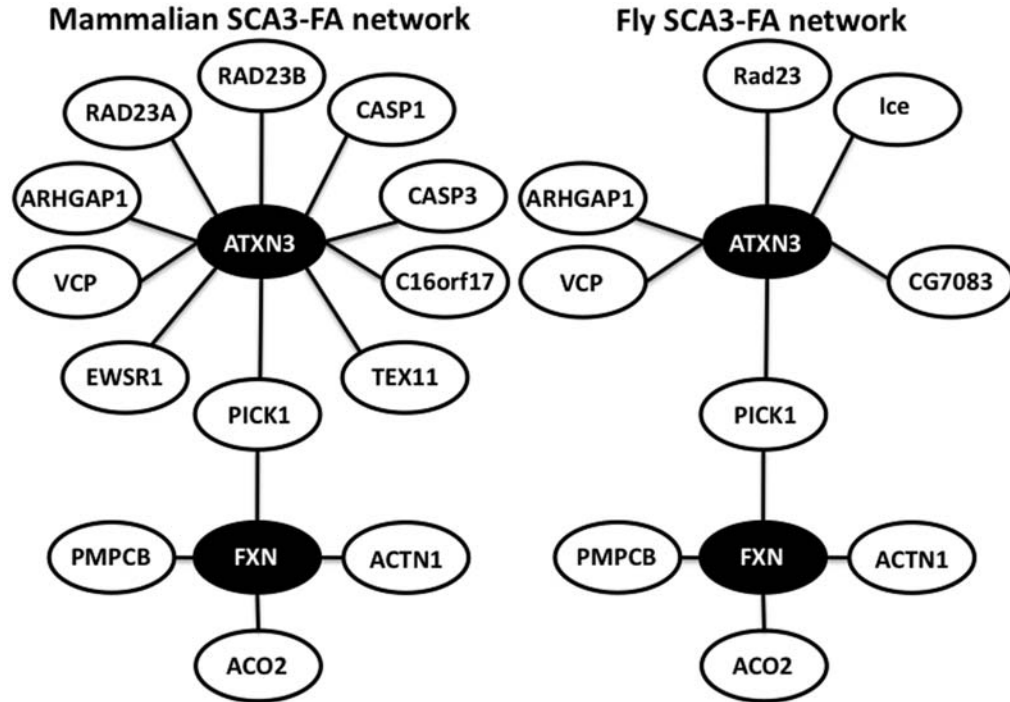 Mammalian SCA3-FA network
RAD23B
RAD23A
CASP1
ARHGAP1
CASP3
ATXN3
VCP
C16orf17
EWSR1
TEX11
PICK1
PMPCB
FXN
ACTN1
ACO2
Fly SCA3-FA network
Rad23
Ice
ARHGAP1
ATXN3
VCP
CG7083
PICK1
PMPCB
FXN
ACTN1
ACO2